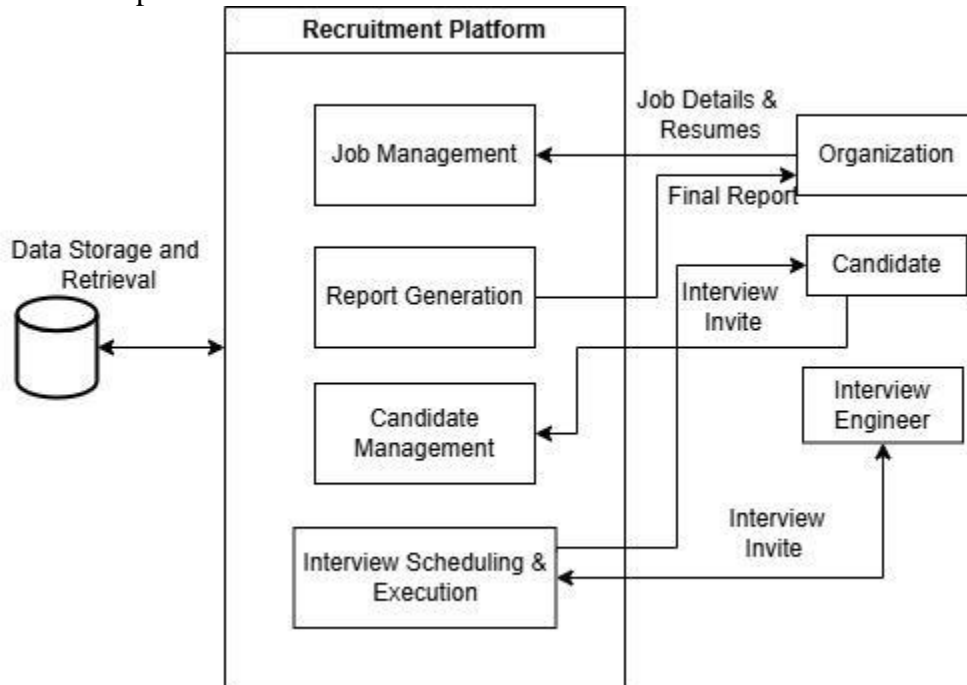 Recruitment Platform
Job Management
Job Details &
Resumes
Organization
Final Report
Data Storage and
Retrieval
Report Generation
Candidate
Interview
Invite
Candidate
Management
Interview
Engineer
Interview Scheduling &
Execution
Interview
Invite